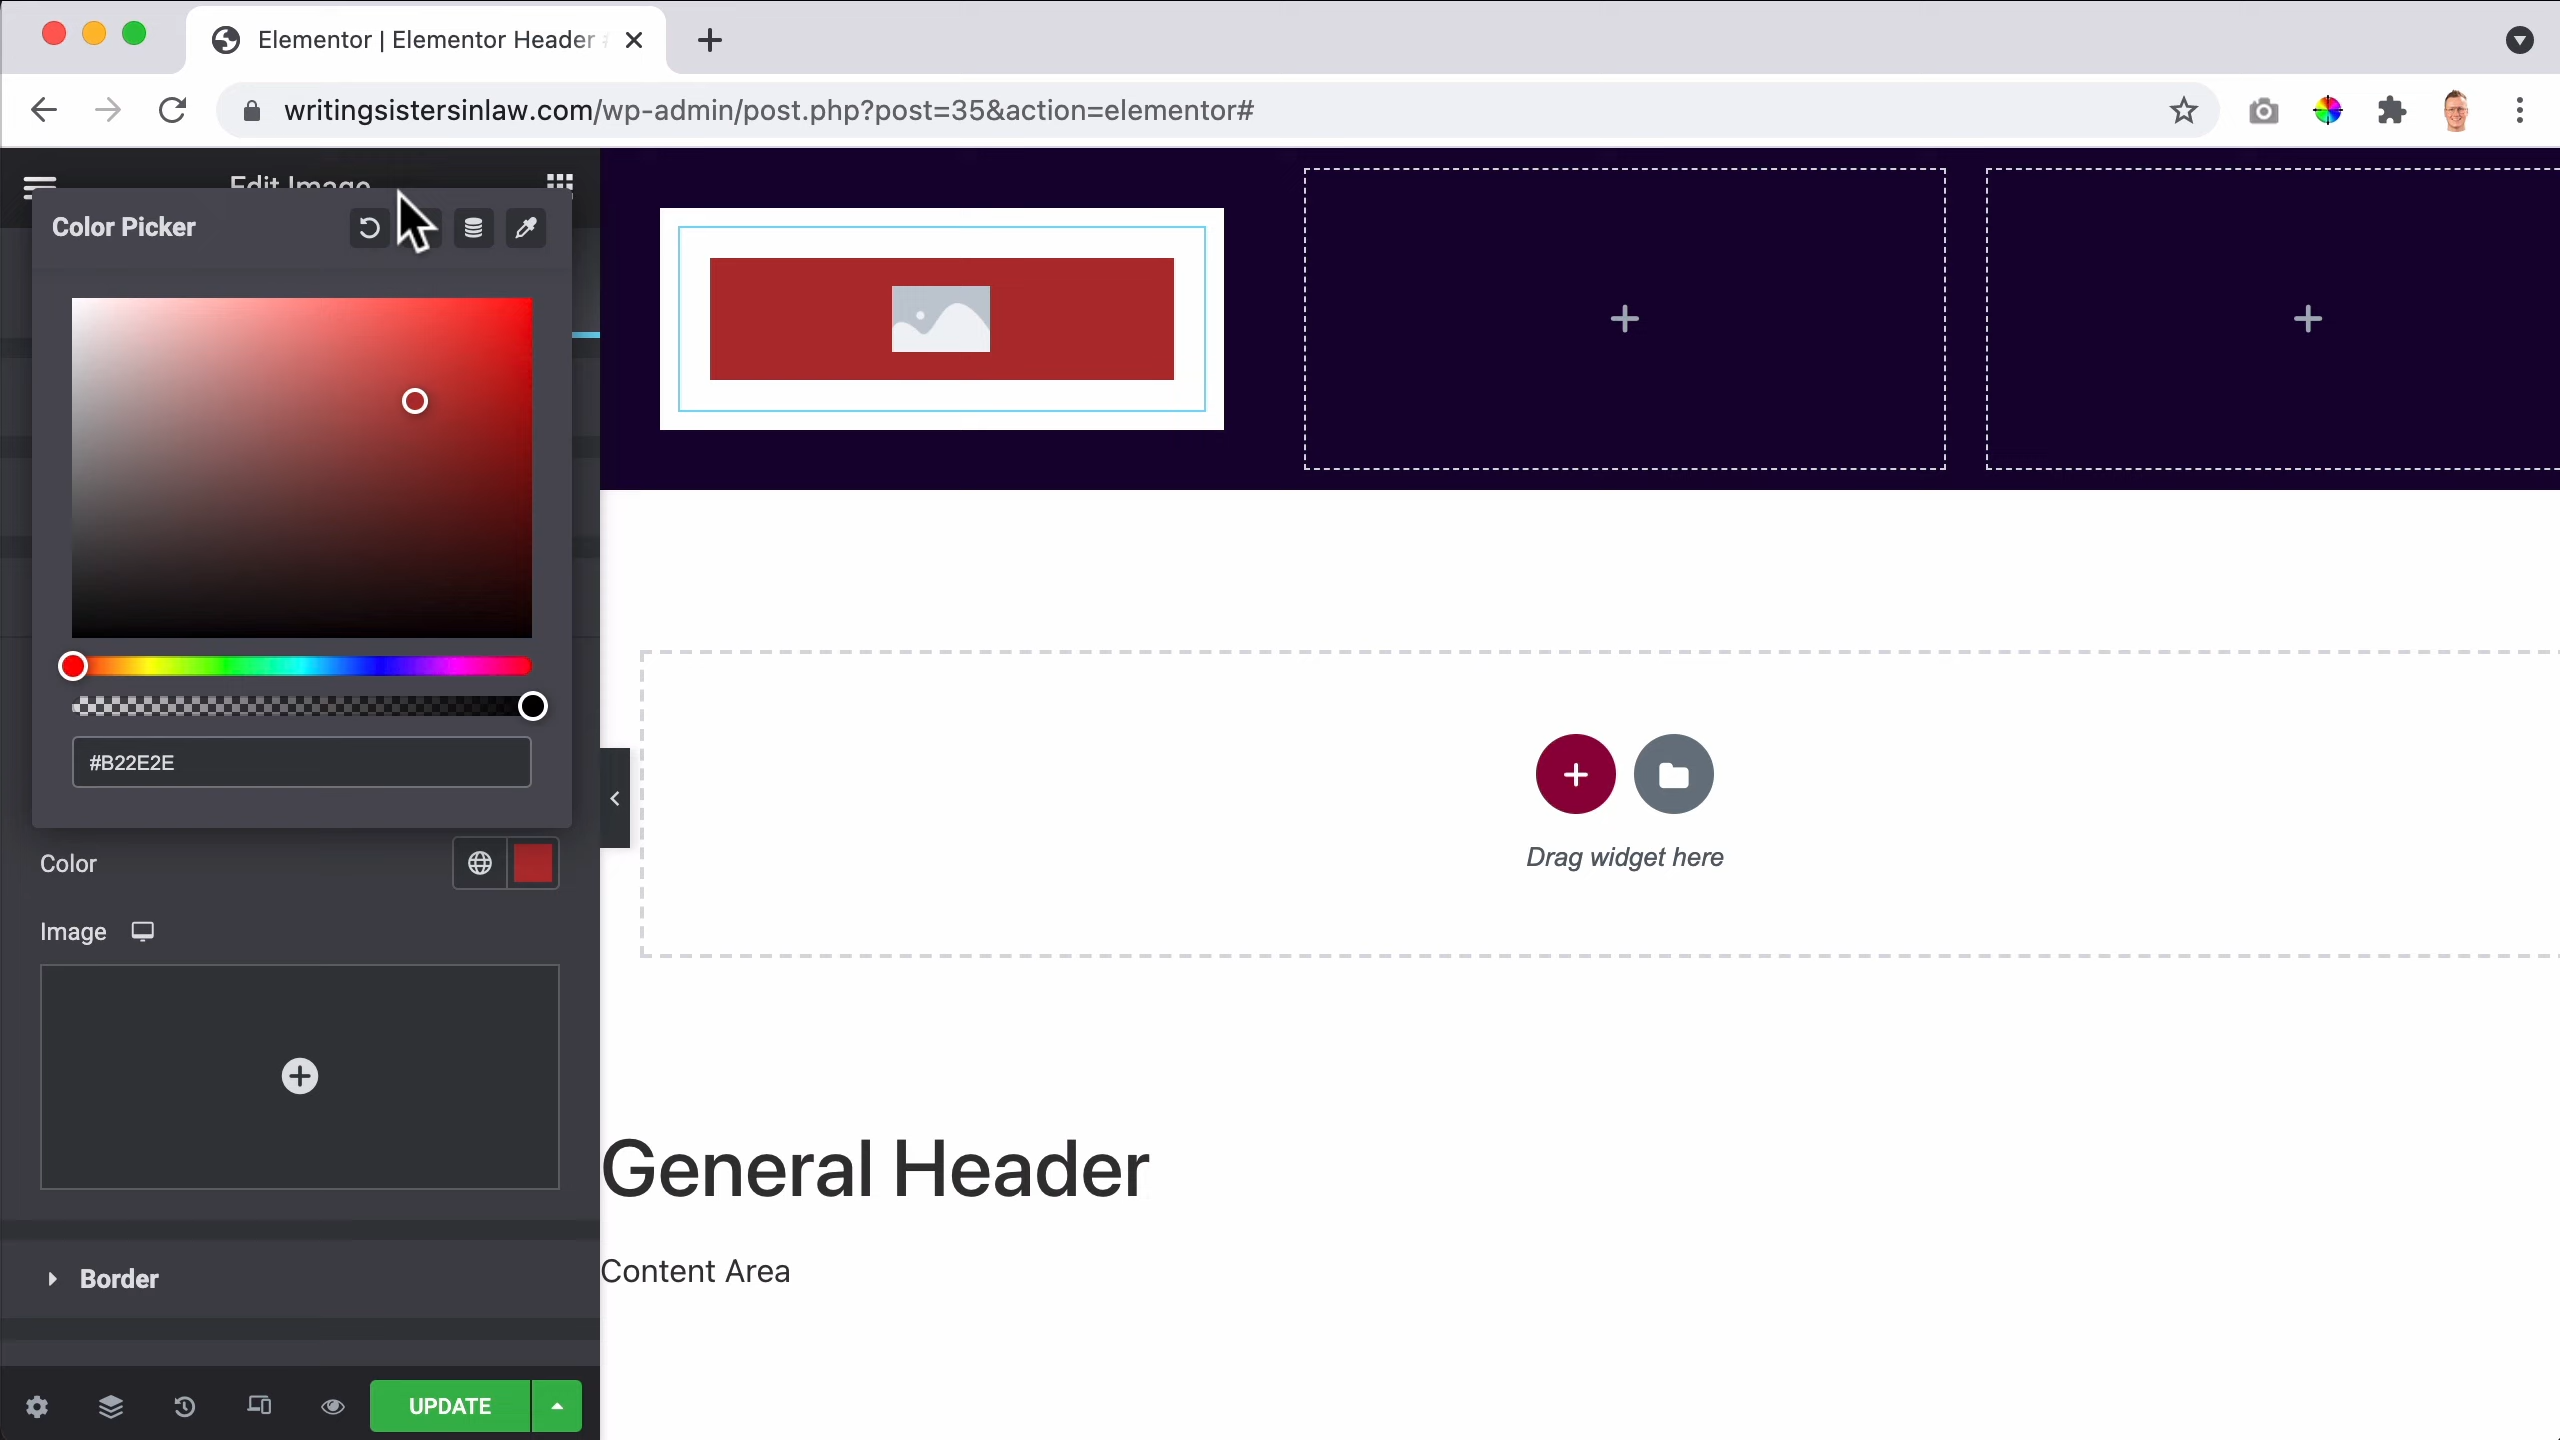 Elementor | Elementor Header
writingsistersinlaw.com/wp-admin/post.php?post=35&action=elementor#
Edit Image
Color Picker
#B22E2E
Color
Image
Border
UPDATE
Drag widget here
General Header
Content Area